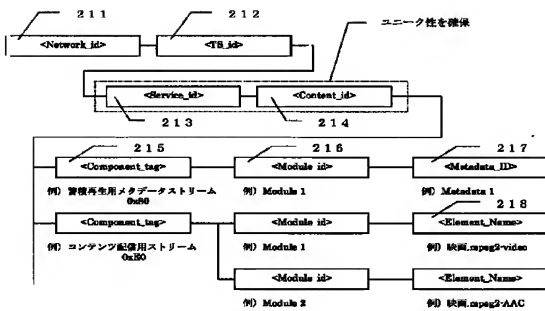 211 212
ユニーク性を確保
<Network_id> <TS_id>
<Service_id> <Content_id>
213 214
215 216 217
<Component_tag> <Module id> <Metadata_ID>
例) 蓄積再生用メタデータストリーム 例) Module 1 例) Metadata 1
0x80
218
<Component_tag> <Module id> <Element_Name>
例) コンテンツ配信用ストリーム 例) Module 1 例) 映画.mpeg2-video
0xE0
<Module id> <Element_Name>
例) Module 2 例) 映画.mpeg2-AAC